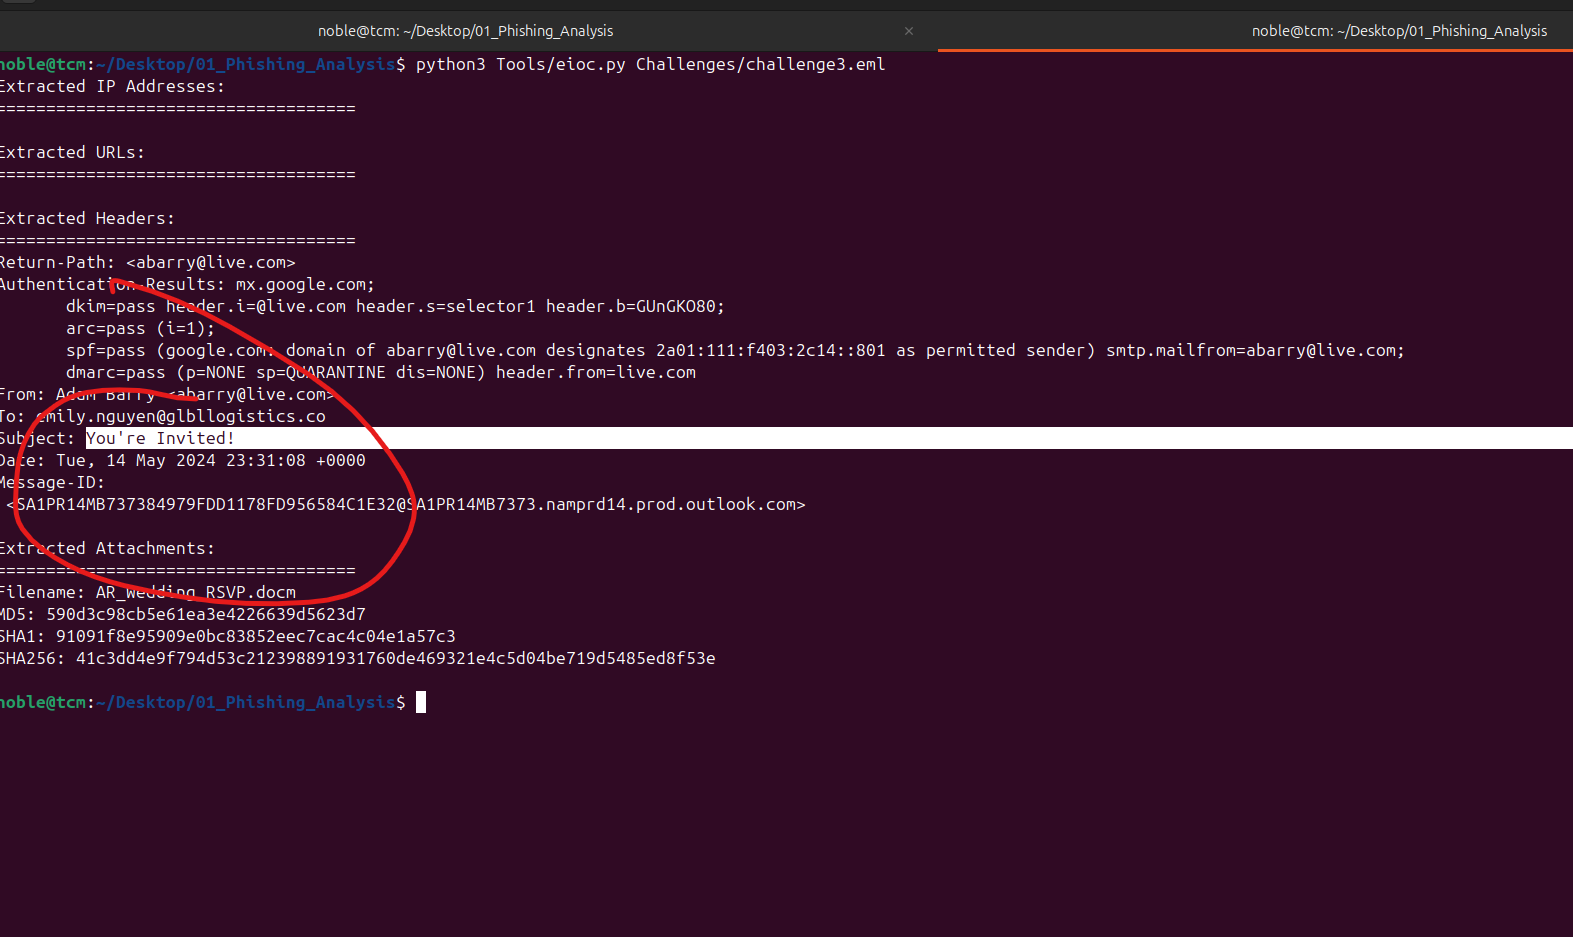 noble@tcm: ~/Desktop/01_Phishing_Analysis × noble@tcm: ~/Desktop/01_Phishing_Analysis
noble@tcm:~/Desktop/01_Phishing_Analysis$ python3 Tools/eioc.py Challenges/challenge3.eml
Extracted IP Addresses:
====================================
Extracted URLs:
====================================
Extracted Headers:
====================================
Return-Path: <abarry@live.com>
Authentication-Results: mx.google.com;
dkim=pass header.i=@live.com header.s=selector1 header.b=GUnGKO80;
arc=pass (i=1);
spf=pass (google.com: domain of abarry@live.com designates 2a01:111:f403:2c14::801 as permitted sender) smtp.mailfrom=abarry@live.com;
dmarc=pass (p=NONE sp=QUARANTINE dis=NONE) header.from=live.com
From: Adam Barry <abarry@live.com>
To: emily.nguyen@glbllogistics.co
Subject: You're Invited!
Date: Tue, 14 May 2024 23:31:08 +0000
Message-ID:
<SA1PR14MB737384979FDD1178FD956584C1E32@SA1PR14MB7373.namprd14.prod.outlook.com>
Extracted Attachments:
====================================
Filename: AR_Wedding_RSVP.docm
MD5: 590d3c98cb5e61ea3e4226639d5623d7
SHA1: 91091f8e95909e0bc83852eec7cac4c04e1a57c3
SHA256: 41c3dd4e9f794d53c212398891931760de469321e4c5d04be719d5485ed8f53e
noble@tcm:~/Desktop/01_Phishing_Analysis$